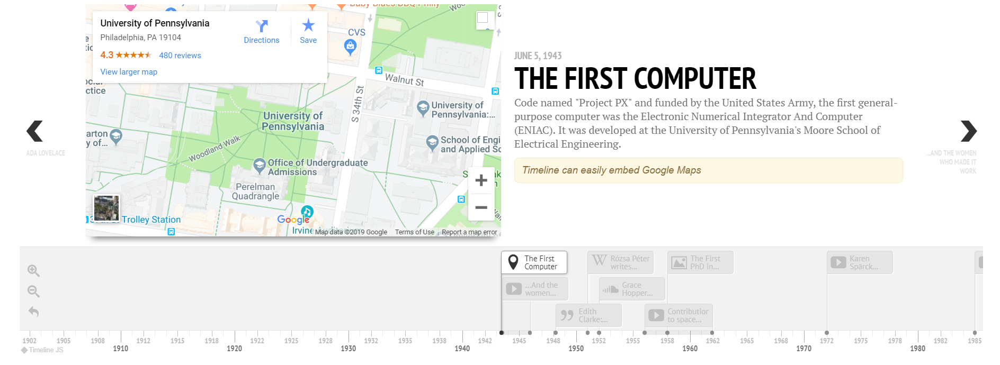 University of Pennsylvania
Philadelphia, PA 19104
4.3
480 reviews
View larger map
Directions
Save
CVS
Walnut St
S 34th St
University of
Pennsylvania:...
University of
Pennsylvania
School of Engi
and Applied Sc
Woodland Walk
Office of Undergraduate
Admissions
Perelman
Quadrangle
Trolley Station
Google
Map data ©2019 Google
Terms of Use
Report a map error
ADA LOVELACE
JUNE 5, 1943
THE FIRST COMPUTER
Code named "Project PX" and funded by the United States Army, the first general-
purpose computer was the Electronic Numerical Integrator And Computer
(ENIAC). It was developed at the University of Pennsylvania's Moore School of
Electrical Engineering.
Timeline can easily embed Google Maps
...AND THE WOMEN
WHO MADE IT
WORK
The First
Computer
...And the
women...
Edith
Clarke:...
Rózsa Péter
writes...
Grace
Hopper...
The First
PhD in...
Contribution
to space...
Karen
Spärck...
1902 1905 1908 1910 1912 1915 1918 1920 1922 1925 1928 1930 1932 1935 1938 1940 1942 1945 1948 1950 1952 1955 1958 1960 1962 1965 1968 1970 1972 1975 1978 1980 1982 1985
Timeline JS